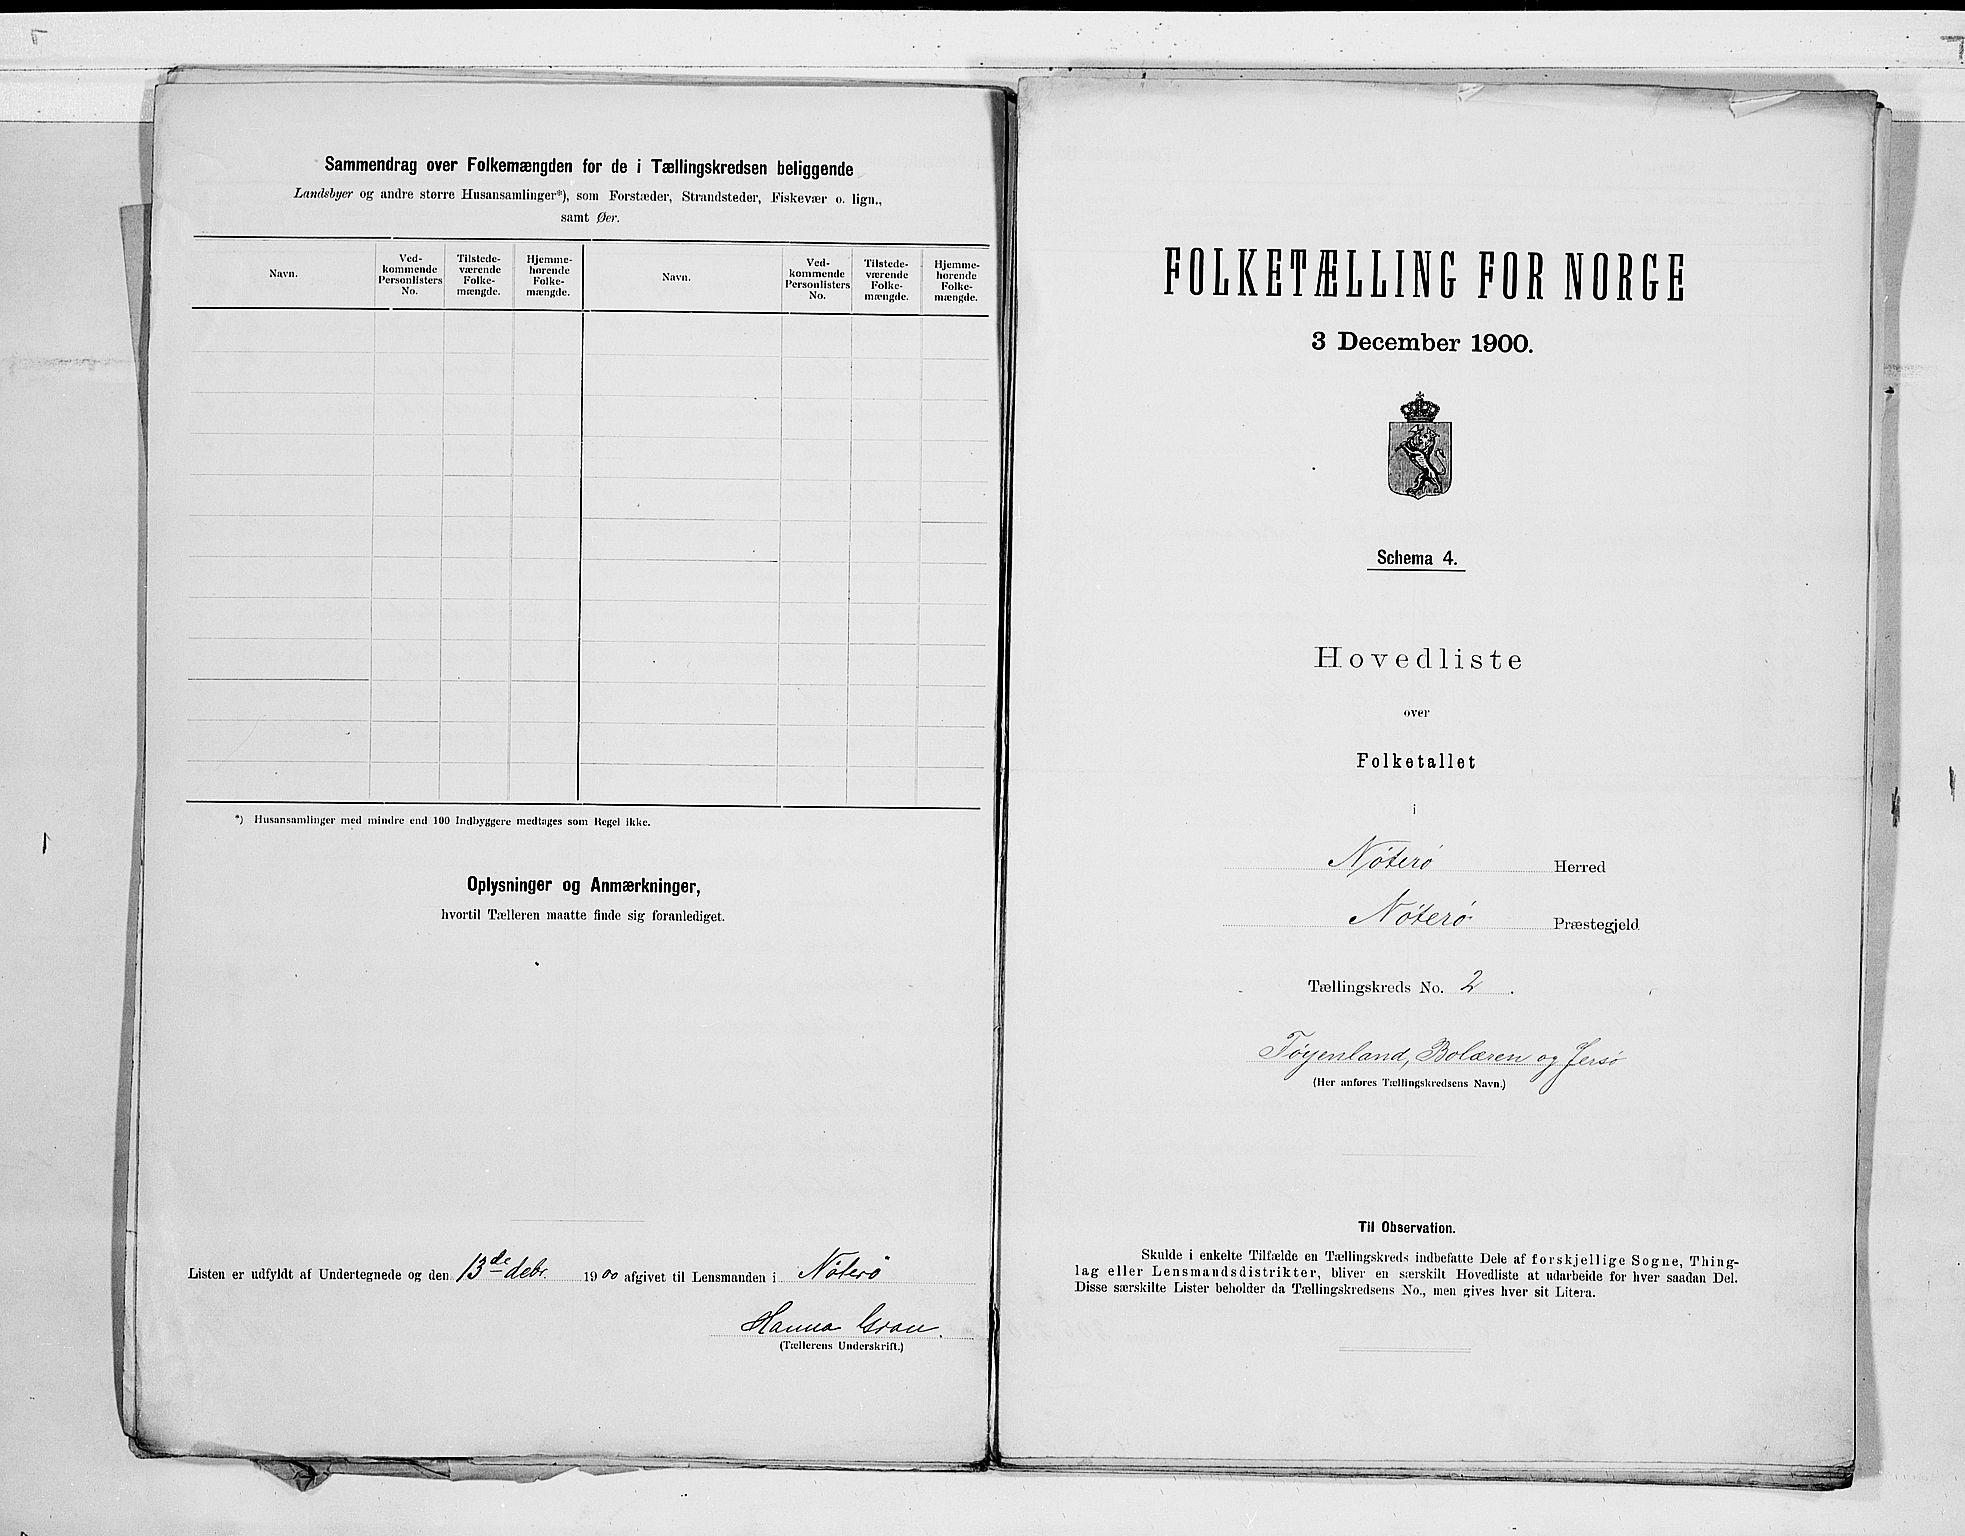 Sammendrag over Folkemængden for de i Tællingskredsen beliggende
Landsbyer og andre større Husansamlinger*), som Forstæder, Strandsteder, Fiskevær o. lign.,
samt Øer.
Navn.
Ved-
kommende
Personlisters
No.
Tilstede-
værende
Folke-
mængde.
Hjemme-
hørende
Folke-
mængde.
Navn.
Ved-
kommende
Personlisters
No.
Tilstede-
værende
Folke-
mængde.
Hjemme-
hørende
Folke-
mængde.
*) Husansamlinger med mindre end 100 Indbyggere medtages som Regel ikke.
Oplysninger og Anmærkninger,
hvortil Tælleren maatte finde sig foranlediget.
Listen er udfyldt af Undertegnede og den 13de debr. 1900 afgivet til Lensmanden i Nøterø
Hanna Gran.
(Tællerens Underskrift.)
FOLKETÆLLING FOR NORGE
3 December 1900.
Schema 4.
Hovedliste
over
Folketallet
i
Nøterø Herred
Nøterø Præstegjeld
Tællingskreds No. 2.
Føyenland, Bolæren og Jersø
(Her anføres Tællingskredsens Navn.)
Til Observation.
Skulde i enkelte Tilfælde en Tællingskreds indbefatte Dele af forskjellige Sogne, Thing-
lag eller Lensmandsdistrikter, bliver en særskilt Hovedliste at udarbeide for hver saadan Del.
Disse særskilte Lister beholder da Tællingskredsens No., men gives hver sit Litera.